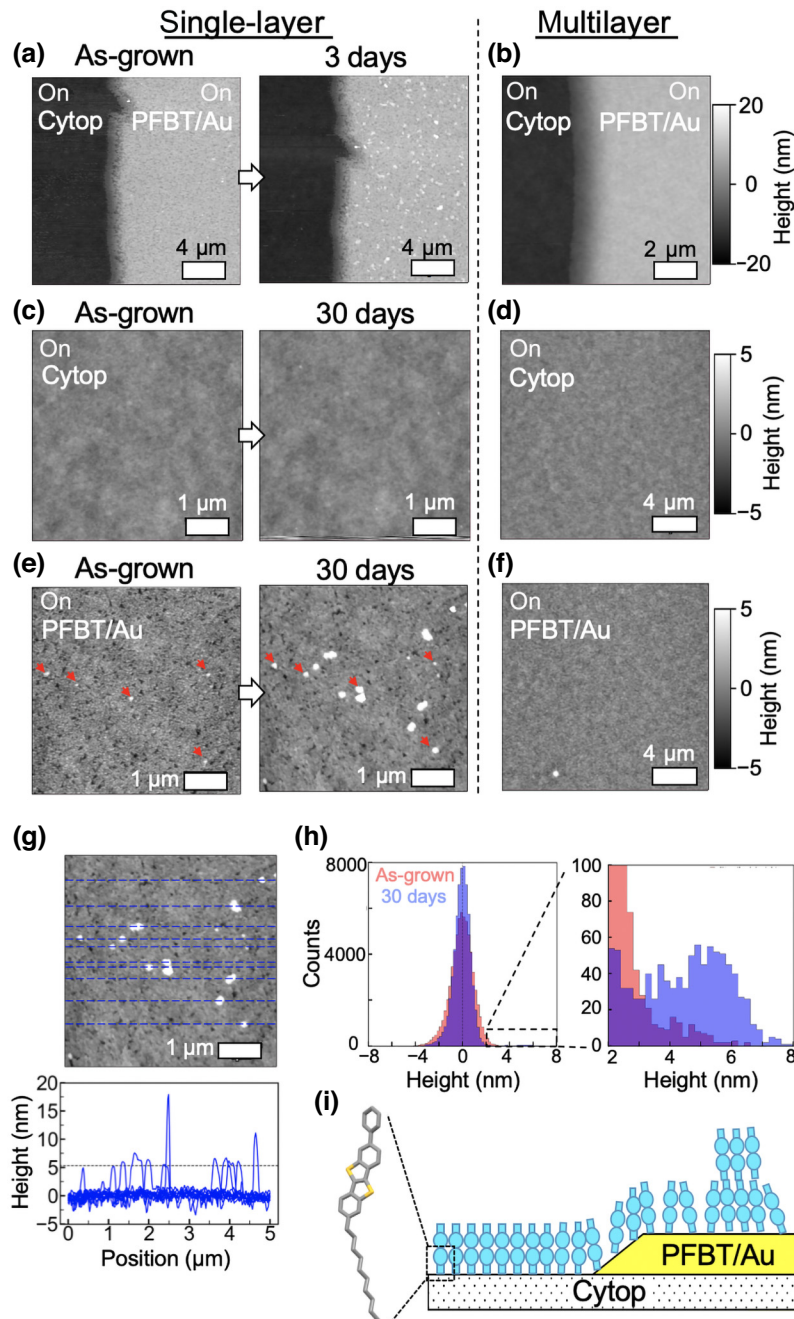 Single-layer
Multilayer
(a)
As-grown
3 days
(b)
On
Cytop
On
PFBT/Au
4 µm
4 µm
On
Cytop
On
PFBT/Au
2 µm
20
0
−20
Height (nm)
(c)
As-grown
30 days
(d)
On
Cytop
1 µm
1 µm
On
Cytop
4 µm
5
0
−5
Height (nm)
(e)
As-grown
30 days
(f)
On
PFBT/Au
1 µm
1 µm
On
PFBT/Au
4 µm
5
0
−5
Height (nm)
(g)
1 µm
20
15
10
5
0
−5
Height (nm)
0 1 2 3 4 5
Position (µm)
(h)
8000
4000
0
Counts
As-grown
30 days
−8 −4 0 4 8
Height (nm)
100
80
60
40
20
0
2 4 6 8
Height (nm)
(i)
PFBT/Au
Cytop